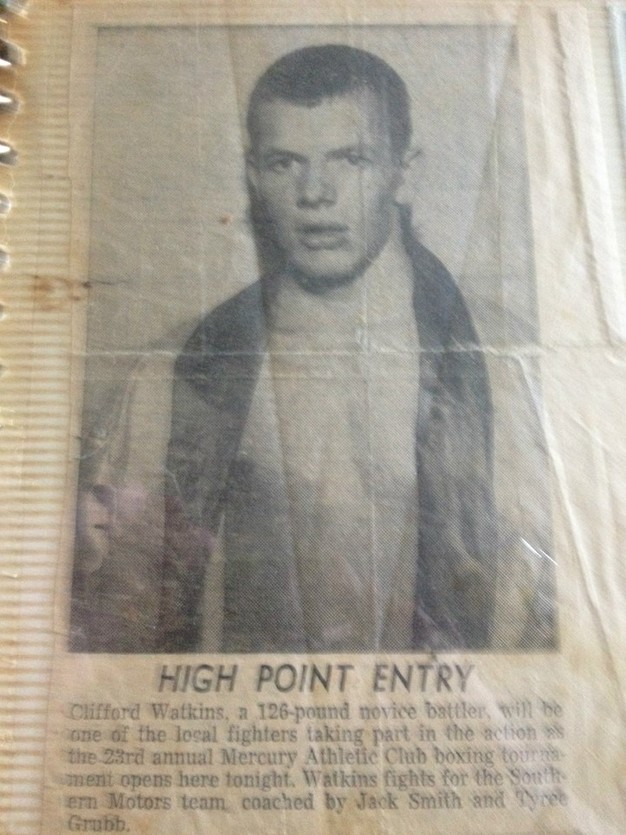 HIGH POINT ENTRY
Clifford Watkins, a 126-pound novice battler, will be
one of the local fighters taking part in the action as
the 23rd annual Mercury Athletic Club boxing tourna-
ment opens here tonight. Watkins fights for the South-
ern Motors team coached by Jack Smith and Tyree
Grubb.